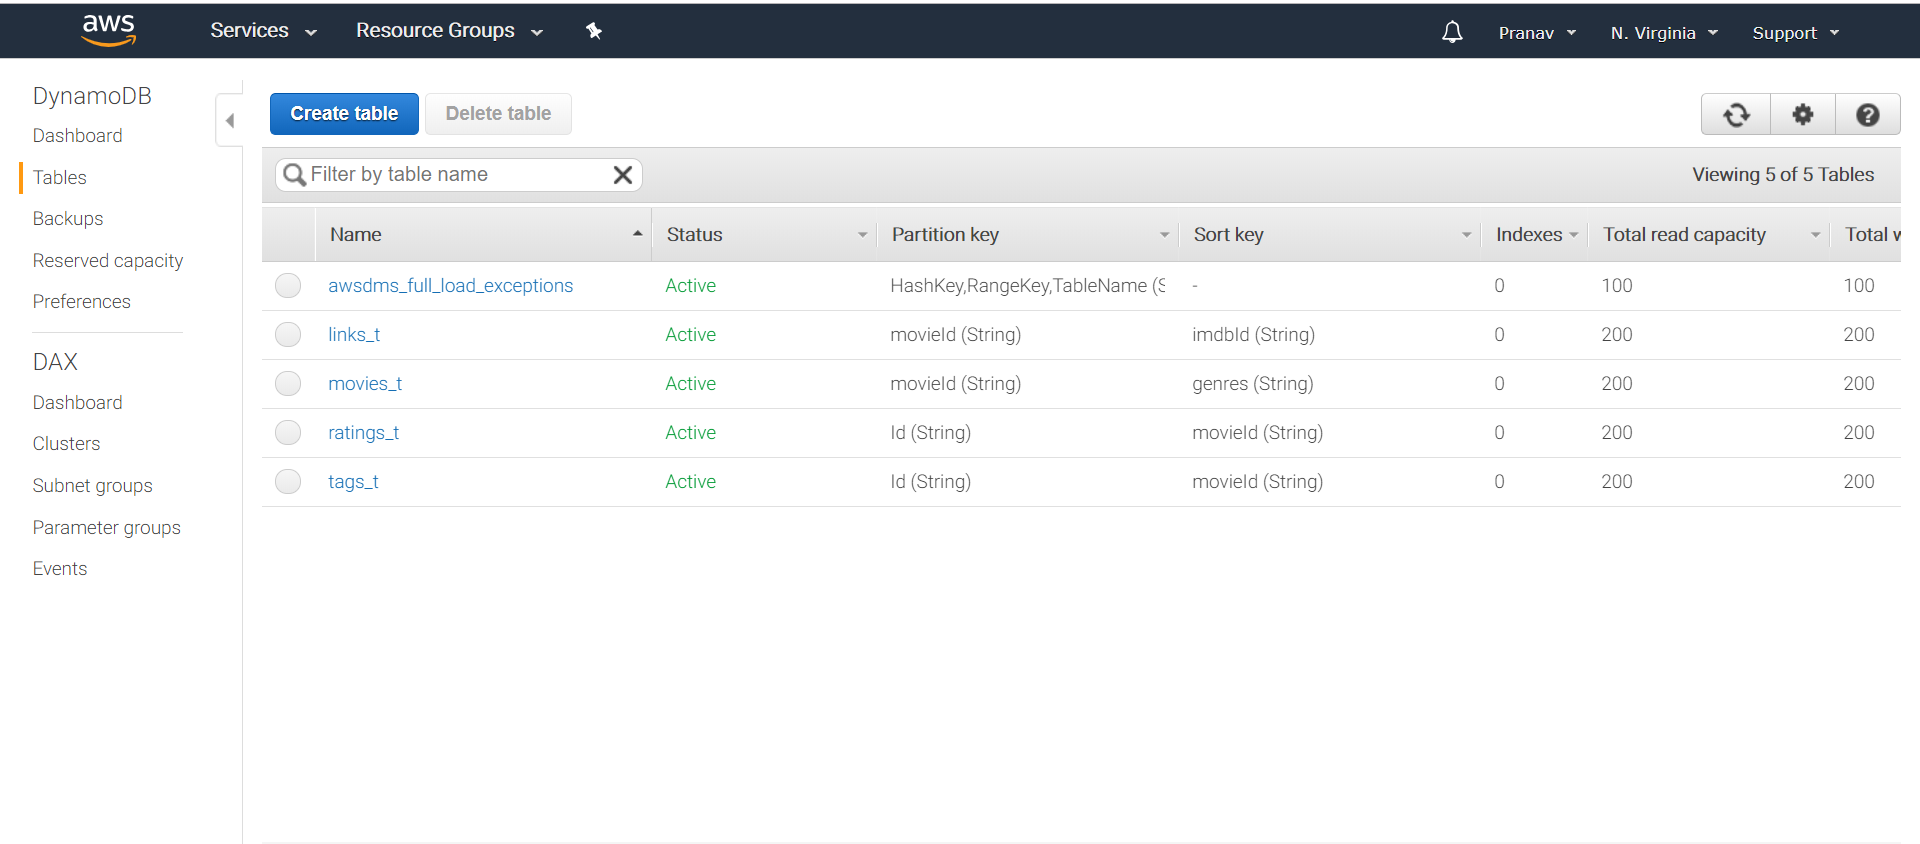 aws Services Resource Groups Pranav N. Virginia Support
DynamoDB
Dashboard
Tables
Backups
Reserved capacity
Preferences
DAX
Dashboard
Clusters
Subnet groups
Parameter groups
Events
Create table Delete table
Filter by table name Viewing 5 of 5 Tables
Name Status Partition key Sort key Indexes Total read capacity Total w
awsdms_full_load_exceptions Active HashKey,RangeKey,TableName (S - 0 100 100
links_t Active movieId (String) imdbId (String) 0 200 200
movies_t Active movieId (String) genres (String) 0 200 200
ratings_t Active Id (String) movieId (String) 0 200 200
tags_t Active Id (String) movieId (String) 0 200 200